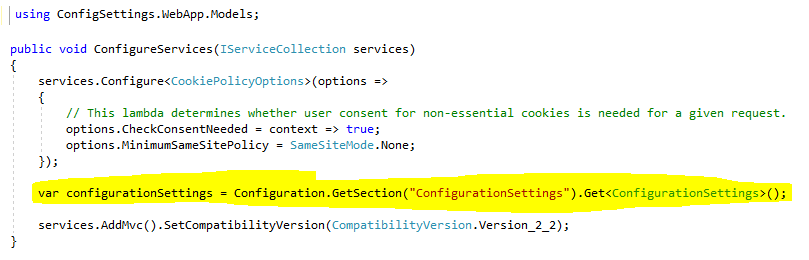 using ConfigSettings.WebApp.Models;
public void ConfigureServices(IServiceCollection services)
{
services.Configure<CookiePolicyOptions>(options =>
{
// This lambda determines whether user consent for non-essential cookies is needed for a given request.
options.CheckConsentNeeded = context => true;
options.MinimumSameSitePolicy = SameSiteMode.None;
});
var configurationSettings = Configuration.GetSection("ConfigurationSettings").Get<ConfigurationSettings>();
services.AddMvc().SetCompatibilityVersion(CompatibilityVersion.Version_2_2);
}